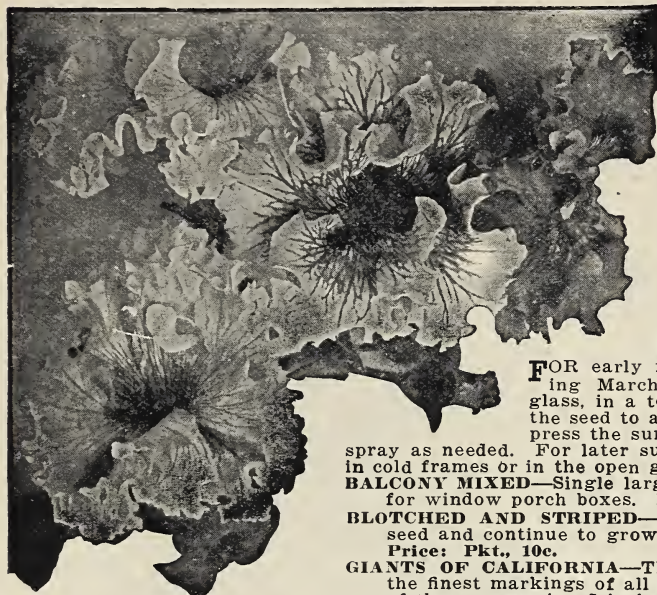 FOR early
ing March
glass, in a
the seed to a
press the sur
spray as needed. For later su
in cold frames or in the open g
BALCONY MIXED—Single larg
for window porch boxes.
BLOTCHED AND STRIPED—
seed and continue to grow
Price: Pkt., 10c.
GIANTS OF CALIFORNIA—T
the finest markings of all